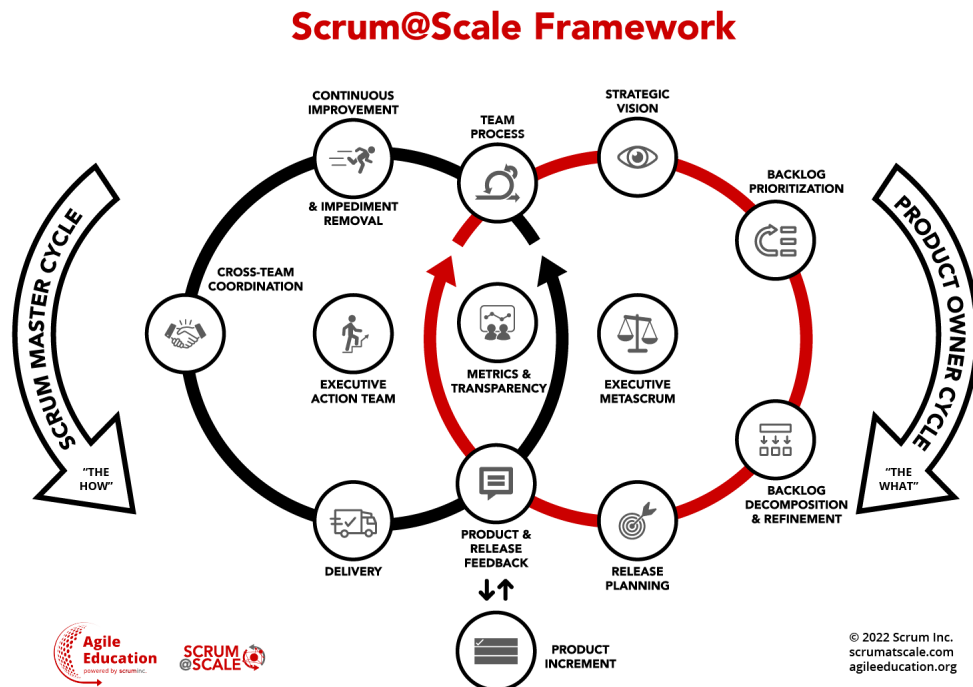 Scrum@Scale Framework
CONTINUOUS
IMPROVEMENT
& IMPEDIMENT
REMOVAL
TEAM
PROCESS
STRATEGIC
VISION
BACKLOG
PRIORITIZATION
SCRUM MASTER CYCLE
"THE
HOW"
CROSS-TEAM
COORDINATION
EXECUTIVE
ACTION TEAM
METRICS &
TRANSPARENCY
EXECUTIVE
METASCRUM
PRODUCT OWNER CYCLE
"THE
WHAT"
BACKLOG
DECOMPOSITION
& REFINEMENT
DELIVERY
PRODUCT &
RELEASE
FEEDBACK
RELEASE
PLANNING
PRODUCT
INCREMENT
Agile
Education
powered by scruminc.
SCRUM
@SCALE
© 2022 Scrum Inc.
scrumatscale.com
agileeducation.org